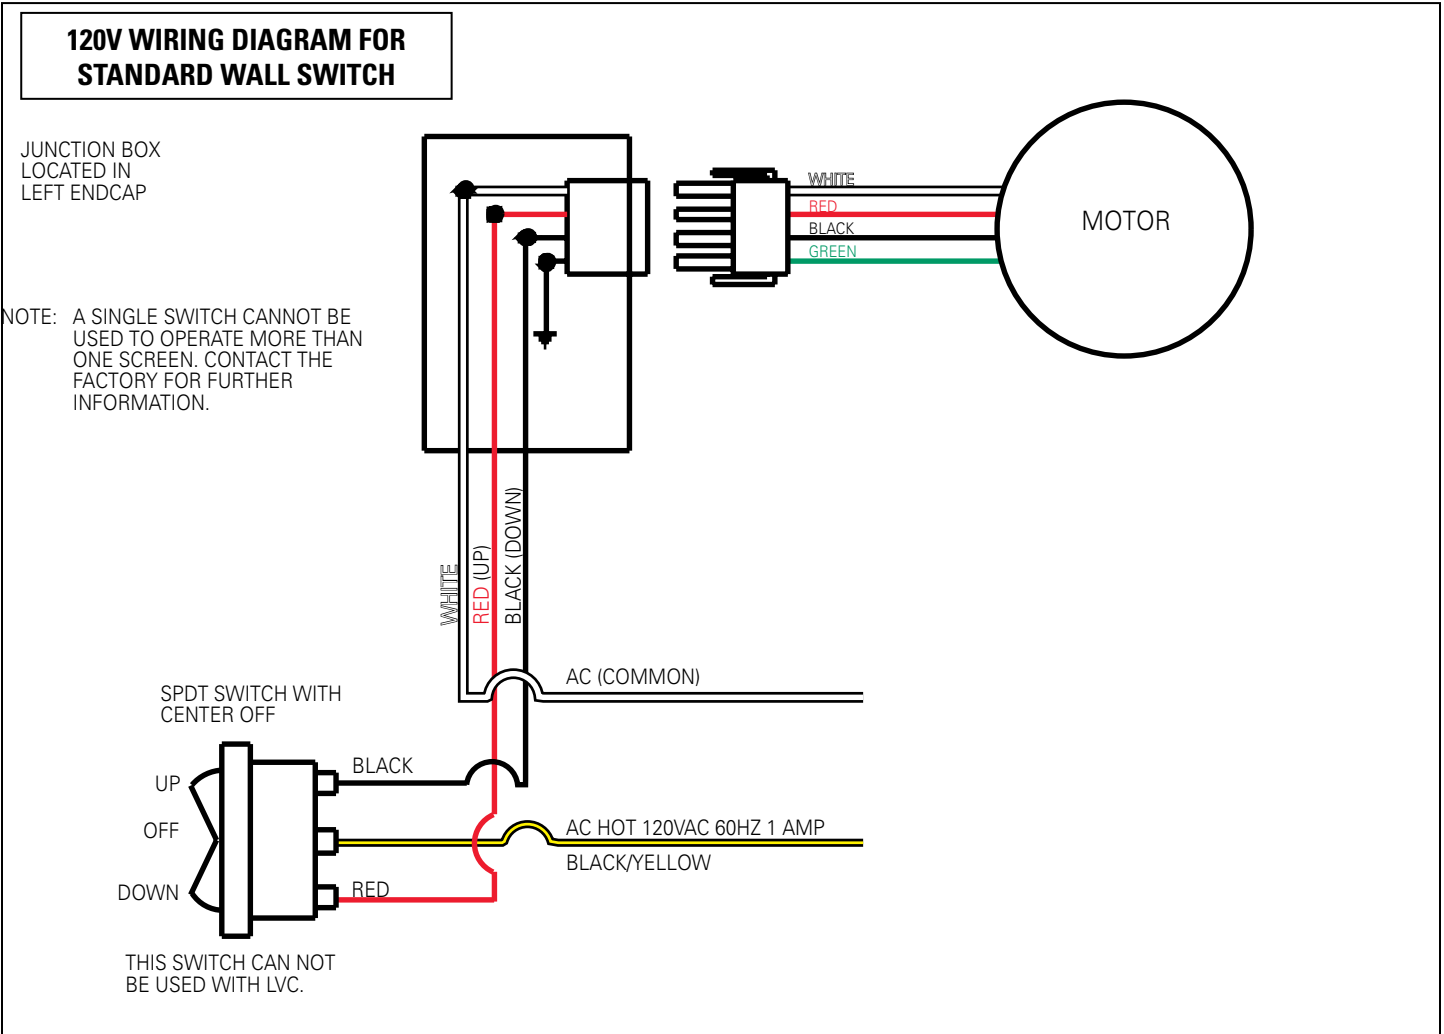 120V WIRING DIAGRAM FOR
STANDARD WALL SWITCH
JUNCTION BOX
LOCATED IN
LEFT ENDCAP
WHITE
RED
BLACK
GREEN
MOTOR
NOTE: A SINGLE SWITCH CANNOT BE
USED TO OPERATE MORE THAN
ONE SCREEN. CONTACT THE
FACTORY FOR FURTHER
INFORMATION.
WHITE
RED (UP)
BLACK (DOWN)
AC (COMMON)
SPDT SWITCH WITH
CENTER OFF
BLACK
UP
OFF
DOWN
AC HOT 120VAC 60HZ 1 AMP
BLACK/YELLOW
RED
THIS SWITCH CAN NOT
BE USED WITH LVC.